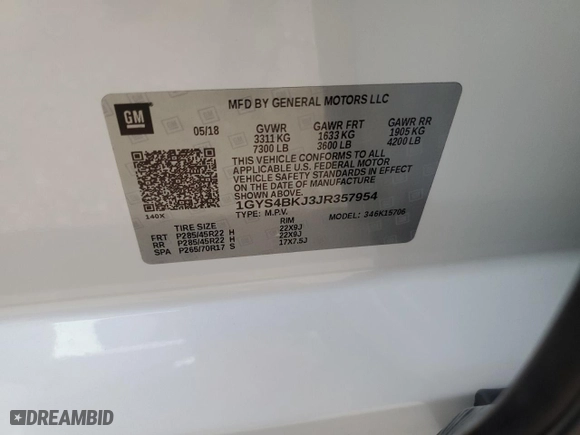 GM
MFD BY GENERAL MOTORS LLC
05/18
GVWR GAWR FRT GAWR RR
3311 KG 1633 KG 1905 KG
7300 LB 3600 LB 4200 LB
THIS VEHICLE CONFORMS TO ALL
APPLICABLE U.S. FEDERAL MOTOR
VEHICLE SAFETY STANDARDS IN
EFFECT ON THE DATE OF MANUFACTURE
SHOWN ABOVE.
1GYS4BKJ3JR357954
140X
TYPE: M.P.V. MODEL: 346K15706
TIRE SIZE RIM
FRT P285/45R22 H 22X9J
RR P285/45R22 H 22X9J
SPA P265/70R17 S 17X7.5J
DREAMBID